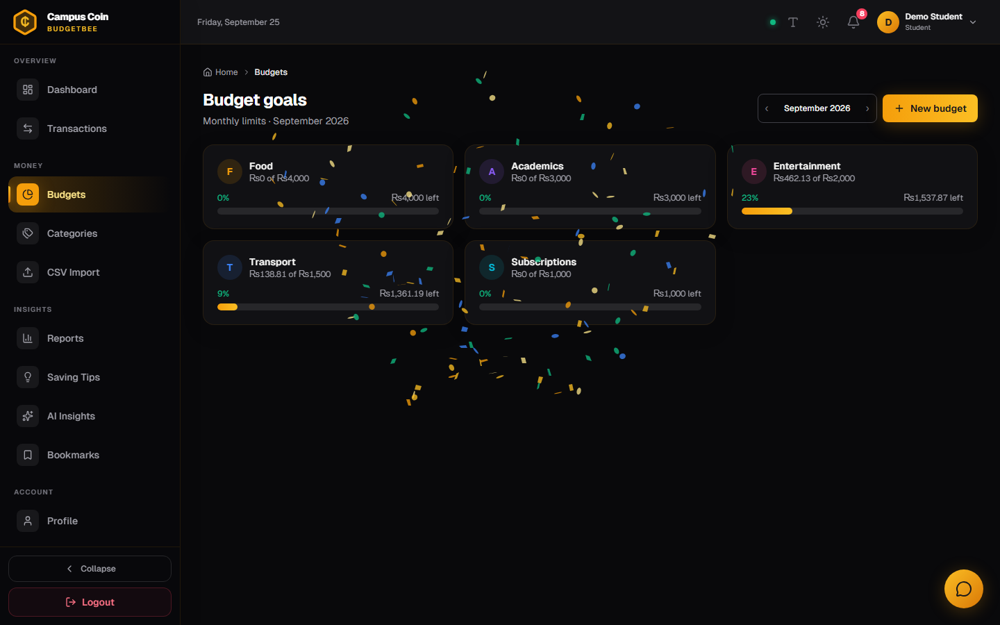 Campus Coin
BUDGETBEE
Friday, September 25
8
D
Demo Student
Student
OVERVIEW
Dashboard
Transactions
MONEY
Budgets
Categories
CSV Import
INSIGHTS
Reports
Saving Tips
AI Insights
Bookmarks
ACCOUNT
Profile
Collapse
Logout
Home
Budgets
Budget goals
Monthly limits · September 2026
September 2026
New budget
F
Food
₨0 of ₨4,000
0%
₨4,000 left
A
Academics
₨0 of ₨3,000
0%
₨3,000 left
E
Entertainment
₨462.13 of ₨2,000
23%
₨1,537.87 left
T
Transport
₨138.81 of ₨1,500
9%
₨1,361.19 left
S
Subscriptions
₨0 of ₨1,000
0%
₨1,000 left